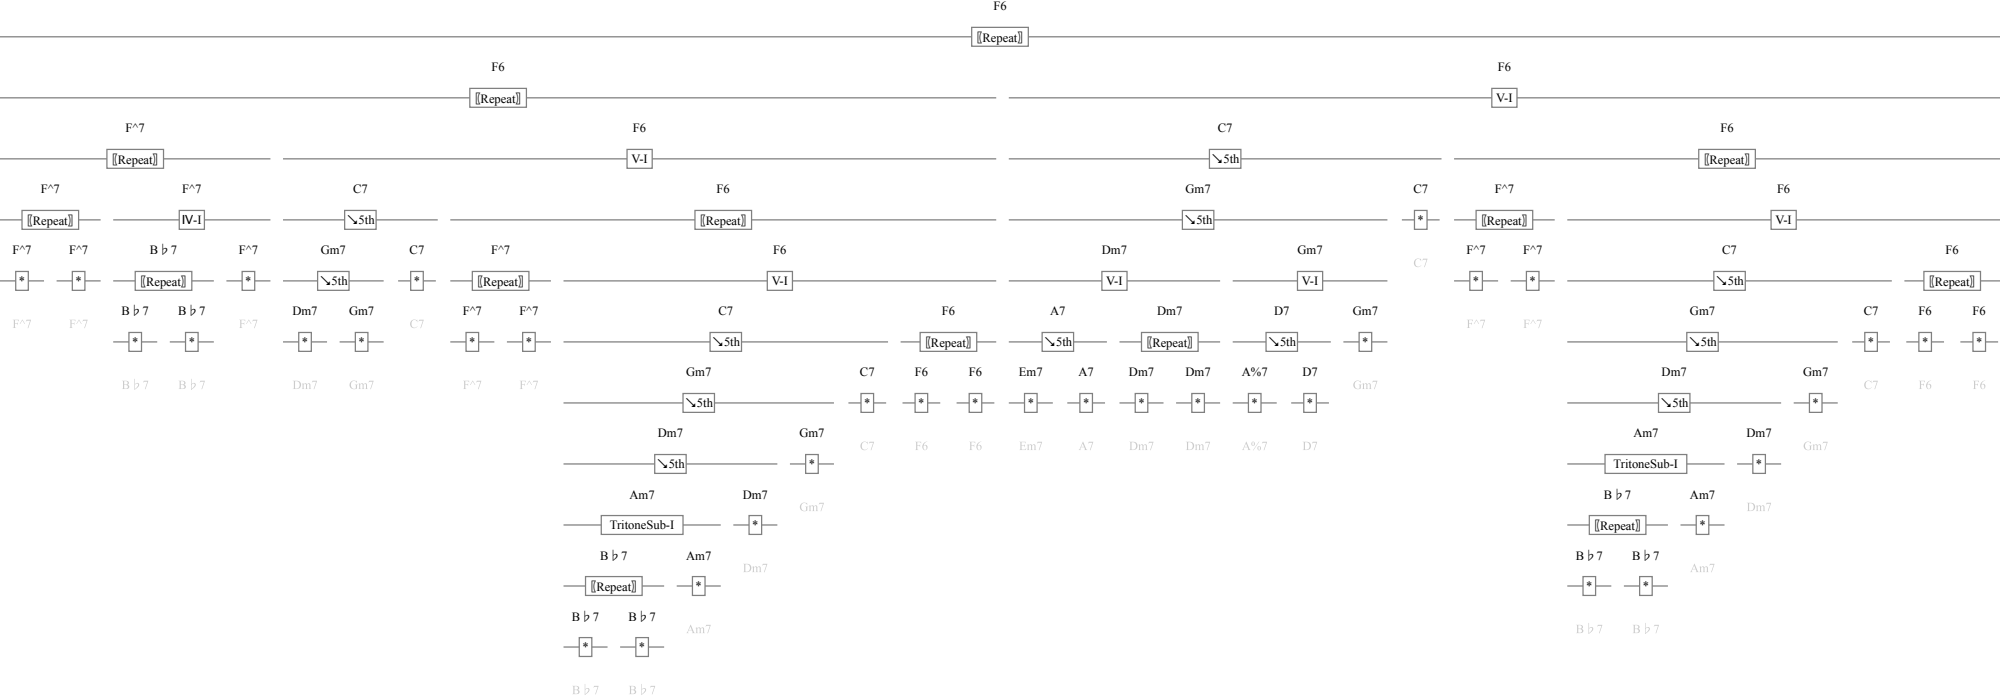 F6
〚Repeat〛
F6 F6
〚Repeat〛 V-I
F^7 F6 C7 F6
〚Repeat〛 V-I ↘5th 〚Repeat〛
F^7 F^7 C7 F6 Gm7 C7 F^7 F6
〚Repeat〛 IV-I ↘5th 〚Repeat〛 ↘5th * 〚Repeat〛 V-I
F^7 F^7 B♭7 F^7 Gm7 C7 F^7 F6 Dm7 Gm7 C7 F^7 F^7 C7 F6
* * 〚Repeat〛 * ↘5th * 〚Repeat〛 V-I V-I V-I * * ↘5th 〚Repeat〛
F^7 F^7 B♭7 B♭7 F^7 Dm7 Gm7 C7 F^7 F^7 C7 F6 A7 Dm7 D7 Gm7 F^7 F^7 Gm7 C7 F6 F6
* * * * * * ↘5th 〚Repeat〛 ↘5th 〚Repeat〛 ↘5th * ↘5th * * *
B♭7 B♭7 Dm7 Gm7 F^7 F^7 Gm7 C7 F6 F6 Em7 A7 Dm7 Dm7 A%7 D7 Gm7 Dm7 Gm7 C7 F6 F6
↘5th * * * * * * * * * ↘5th *
Dm7 Gm7 C7 F6 F6 Em7 A7 Dm7 Dm7 A%7 D7 Am7 Dm7 Gm7
↘5th * TritoneSub-I *
Am7 Dm7 Gm7 B♭7 Am7 Dm7
TritoneSub-I * 〚Repeat〛 *
B♭7 Am7 Dm7 B♭7 B♭7 Am7
〚Repeat〛 * * *
B♭7 B♭7 Am7 B♭7 B♭7
* *
B♭7 B♭7